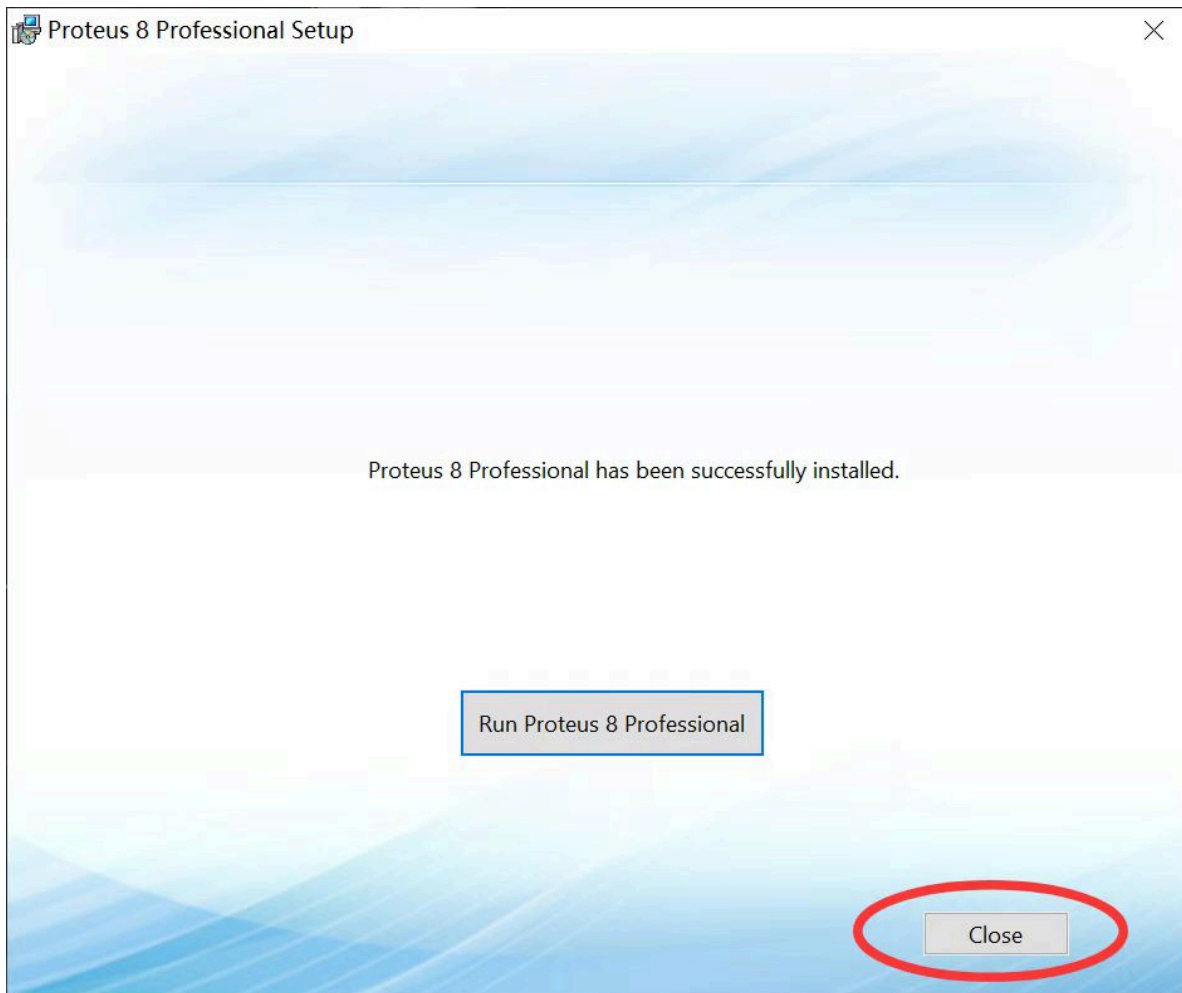 Proteus 8 Professional Setup
Proteus 8 Professional has been successfully installed.
Run Proteus 8 Professional
Close